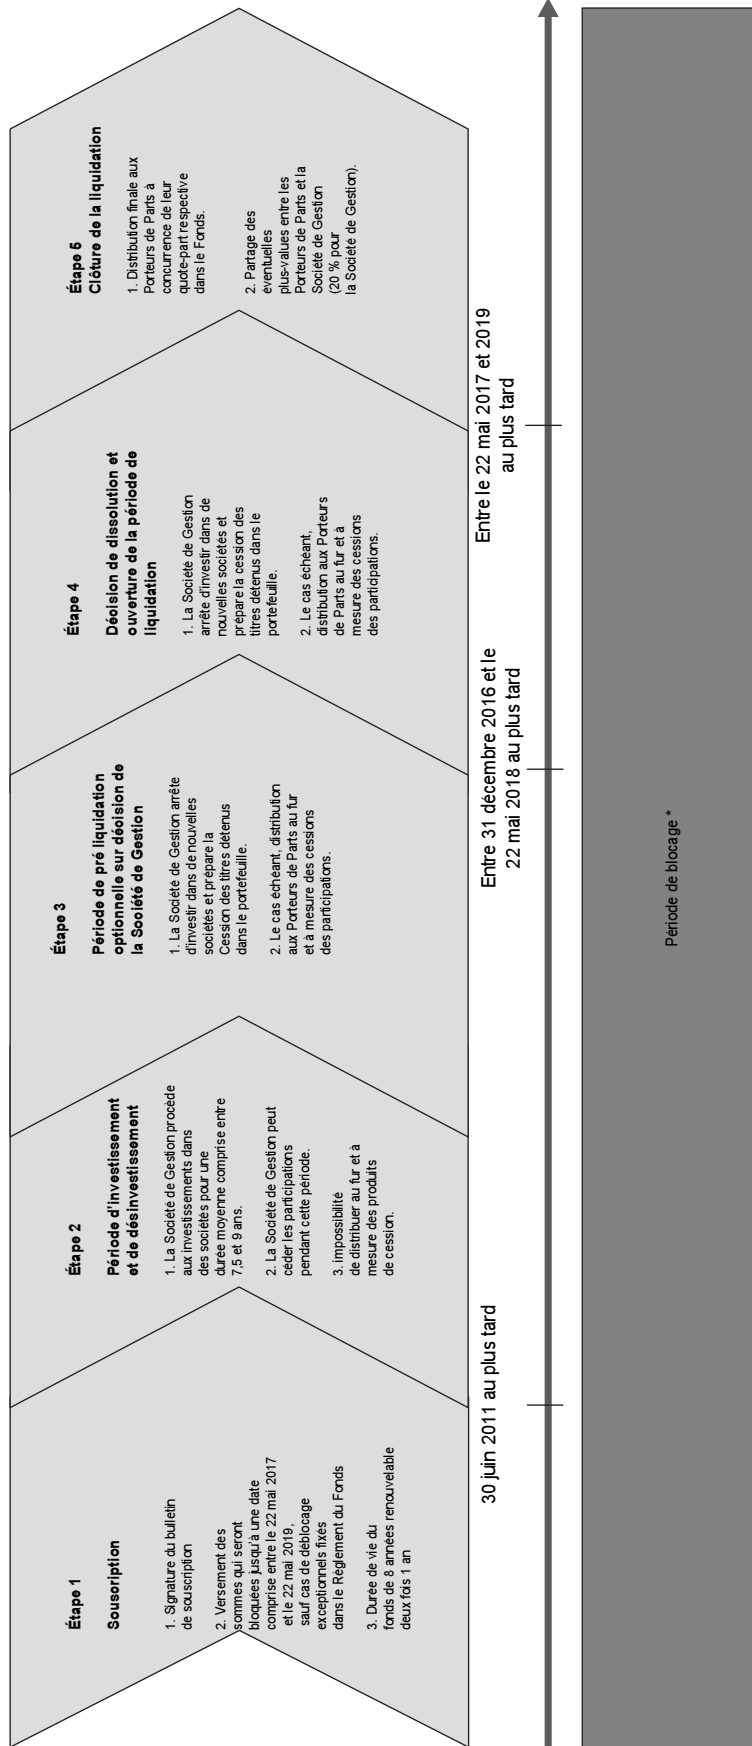 Étape 1
Souscription
1. Signature du bulletin
de souscription
2. Versement des
sommes qui seront
bloquées jusqu'à une date
comprise entre le 22 mai 2017
et le 22 mai 2019,
sauf cas de déblocage
exceptionnels fixés
dans le Règlement du Fonds
3. Durée de vie du
fonds de 8 années renouvelable
deux fois 1 an
Étape 2
Période d'investissement
et de désinvestissement
1. La Société de Gestion procède
aux investissements dans
des sociétés pour une
durée moyenne comprise entre
7,5 et 9 ans.
2. La Société de Gestion peut
céder les participations
pendant cette période.
3. impossibilité
de distribuer au fur et à
mesure des produits
de cession.
Étape 3
Période de pré liquidation
optionnelle sur décision de
la Société de Gestion
1. La Société de Gestion arrête
d'investir dans de nouvelles
sociétés et prépare la
Cession des titres détenus
dans le portefeuille.
2. Le cas échéant, distribution
aux Porteurs de Parts au fur
et à mesure des cessions
des participations.
Étape 4
Décision de dissolution et
ouverture de la période de
liquidation
1. La Société de Gestion
arrête d'investir dans de
nouvelles sociétés et
prépare la cession des
titres détenus dans le
portefeuille.
2. Le cas échéant,
distribution aux Porteurs
de Parts au fur et à
mesure des cessions
des participations.
Étape 5
Clôture de la liquidation
1. Distribution finale aux
Porteurs de Parts à
concurrence de leur
quote-part respective
dans le Fonds.
2. Partage des
éventuelles
plus-values entre les
Porteurs de Parts et la
Société de Gestion
(20 % pour
la Société de Gestion).
30 juin 2011 au plus tard
Entre 31 décembre 2016 et le
22 mai 2018 au plus tard
Entre le 22 mai 2017 et 2019
au plus tard
Période de blocage *